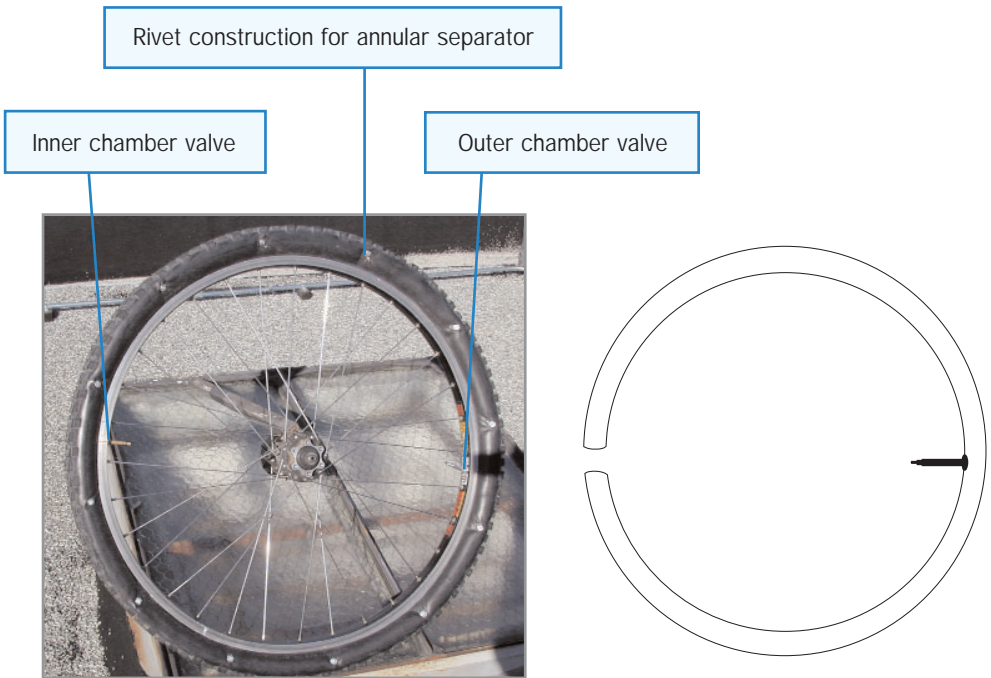 Rivet construction for annular separator
Inner chamber valve
Outer chamber valve